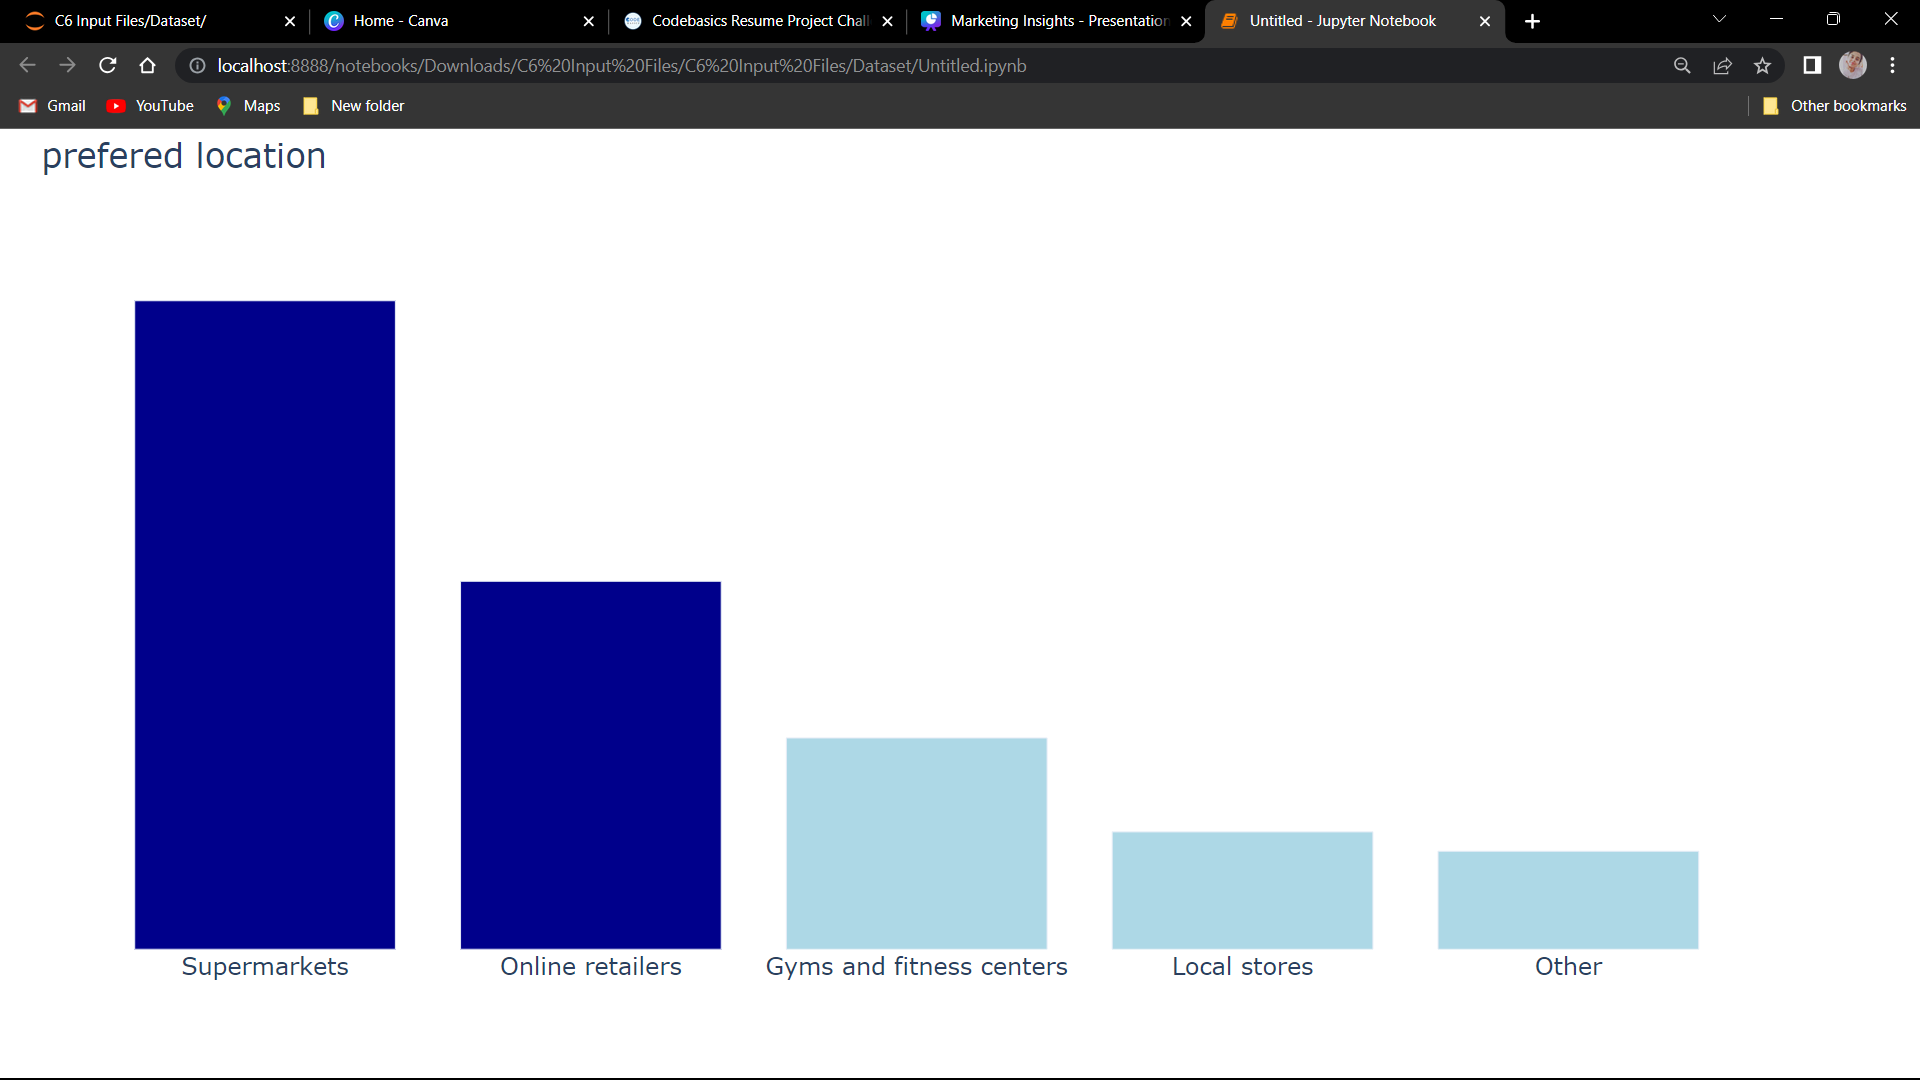 C6 Input Files/Dataset/
Home - Canva
Codebasics Resume Project Chall
Marketing Insights - Presentation
Untitled - Jupyter Notebook
localhost:8888/notebooks/Downloads/C6%20Input%20Files/C6%20Input%20Files/Dataset/Untitled.ipynb
Gmail
YouTube
Maps
New folder
Other bookmarks
prefered location
Supermarkets
Online retailers
Gyms and fitness centers
Local stores
Other